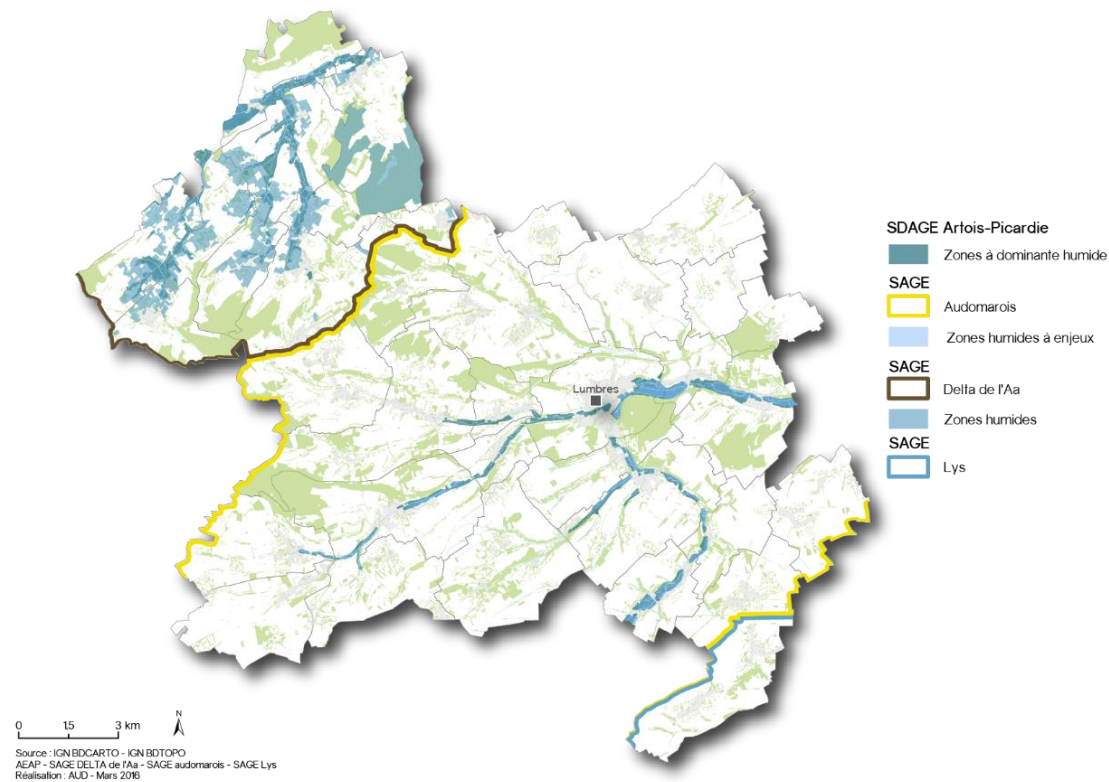 SDAGE Artois-Picardie
Zones à dominante humide
SAGE
Audomarois
Zones humides à enjeux
SAGE
Delta de l'Aa
Zones humides
SAGE
Lys
Lumbres
0 1,5 3 km
N
Source : IGN BDCARTO - IGN BDTOPO
AEAP - SAGE DELTA de l'Aa - SAGE audomarois - SAGE Lys
Réalisation : AUD - Mars 2016